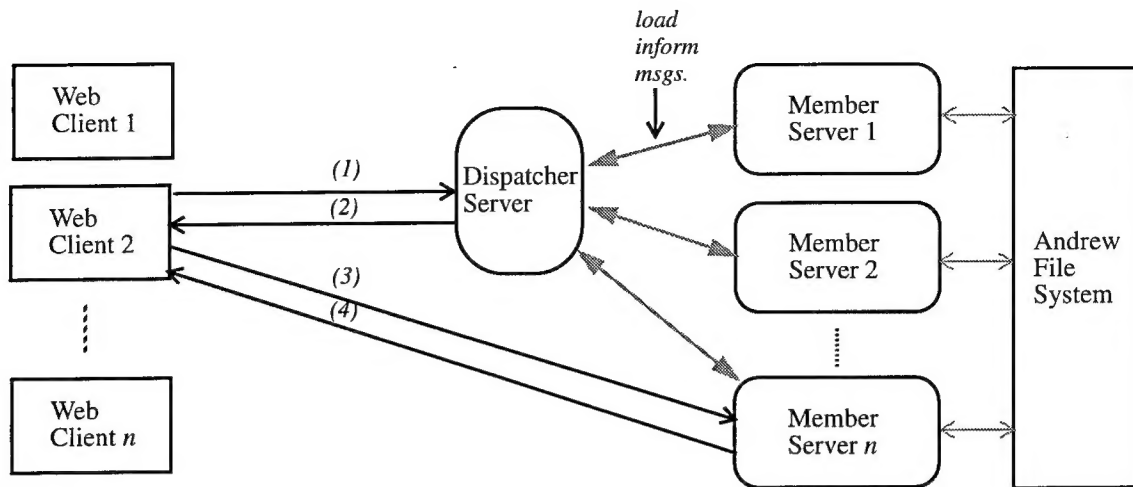 load
inform
msgs.
Web
Client 1
Member
Server 1
(1)
Dispatcher
Server
(2)
Web
Client 2
Member
Server 2
Andrew
File
System
(3)
(4)
Web
Client n
Member
Server n